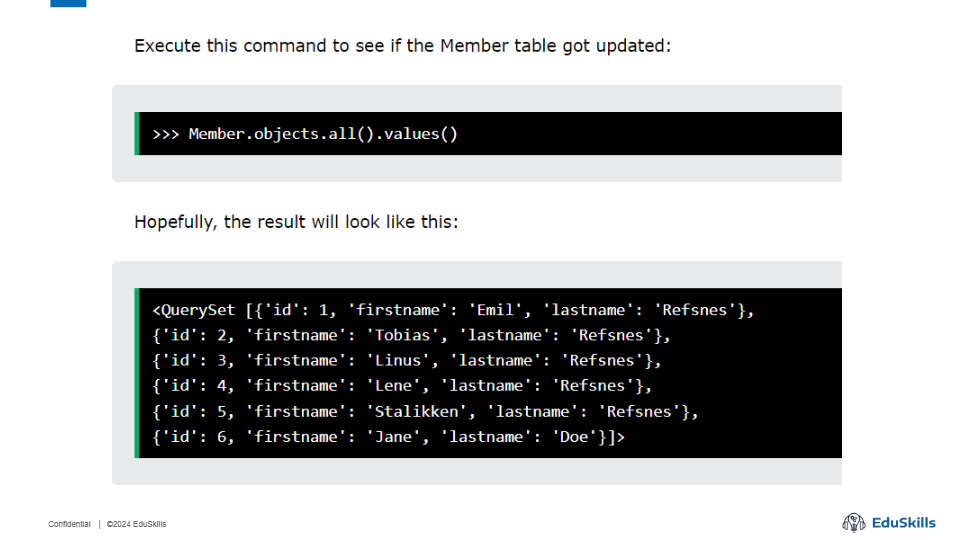 Execute this command to see if the Member table got updated:
>>> Member.objects.all().values()
Hopefully, the result will look like this:
<QuerySet [{'id': 1, 'firstname': 'Emil', 'lastname': 'Refsnes'},
{'id': 2, 'firstname': 'Tobias', 'lastname': 'Refsnes'},
{'id': 3, 'firstname': 'Linus', 'lastname': 'Refsnes'},
{'id': 4, 'firstname': 'Lene', 'lastname': 'Refsnes'},
{'id': 5, 'firstname': 'Stalikken', 'lastname': 'Refsnes'},
{'id': 6, 'firstname': 'Jane', 'lastname': 'Doe'}]>
Confidential | ©2024 EduSkills
EduSkills